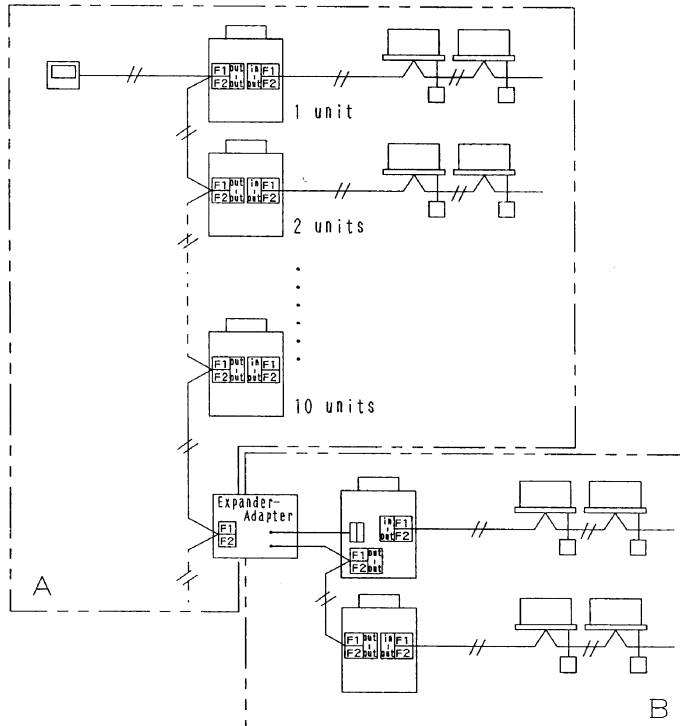 F1 out in F1
F2 out out F2
1 unit
F1 out in F1
F2 out out F2
2 units
F1 out in F1
F2 out out F2
10 units
Expander-
Adapter
F1
F2
in F1
out F2
F1 out
F2 out
A
F1 out in F1
F2 out out F2
B